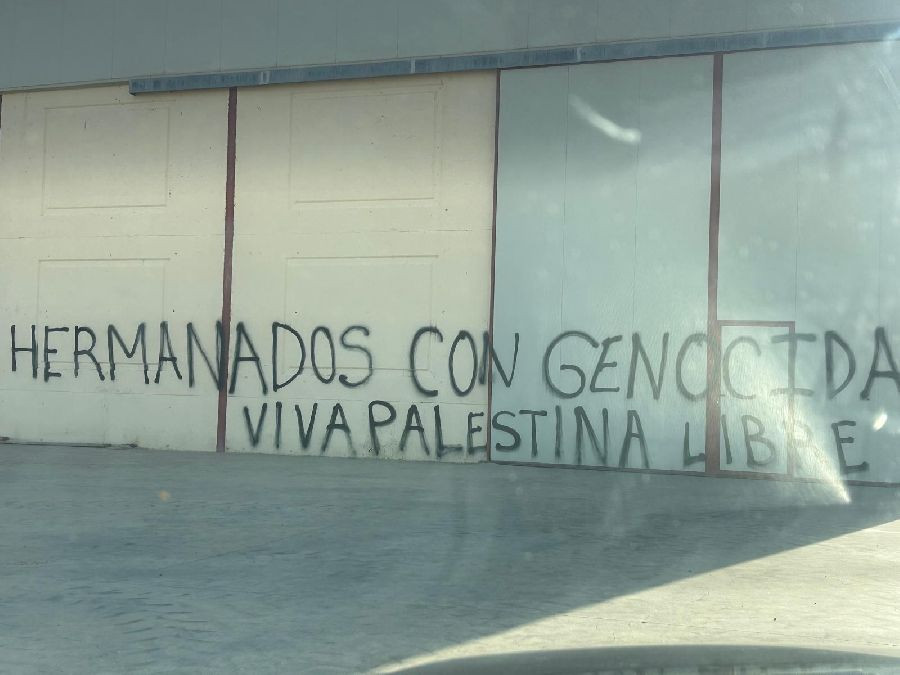 HERMANADOS CON GENOCIDA
VIVA PALESTINA LIBRE